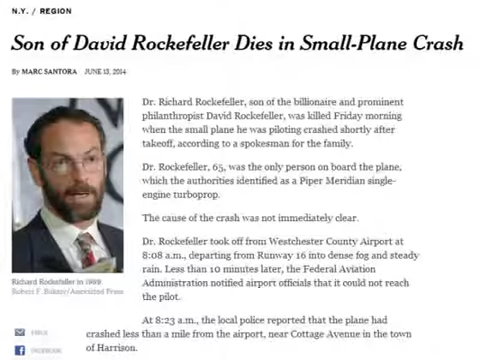 N.Y. / REGION
Son of David Rockefeller Dies in Small-Plane Crash
By MARC SANTORA JUNE 13, 2014
Dr. Richard Rockefeller, son of the billionaire and prominent
philanthropist David Rockefeller, was killed Friday morning
when the small plane he was piloting crashed shortly after
takeoff, according to a spokesman for the family.
Dr. Rockefeller, 65, was the only person on board the plane,
which the authorities identified as a Piper Meridian single-
engine turboprop.
The cause of the crash was not immediately clear.
Dr. Rockefeller took off from Westchester County Airport at
8:08 a.m., departing from Runway 16 into dense fog and steady
rain. Less than 10 minutes later, the Federal Aviation
Administration notified airport officials that it could not reach
the pilot.
Richard Rockefeller in 1999.
Robert F. Bukaty/Associated Press
At 8:23 a.m., the local police reported that the plane had
crashed less than a mile from the airport, near Cottage Avenue in the town
of Harrison.
EMAIL
FACEBOOK